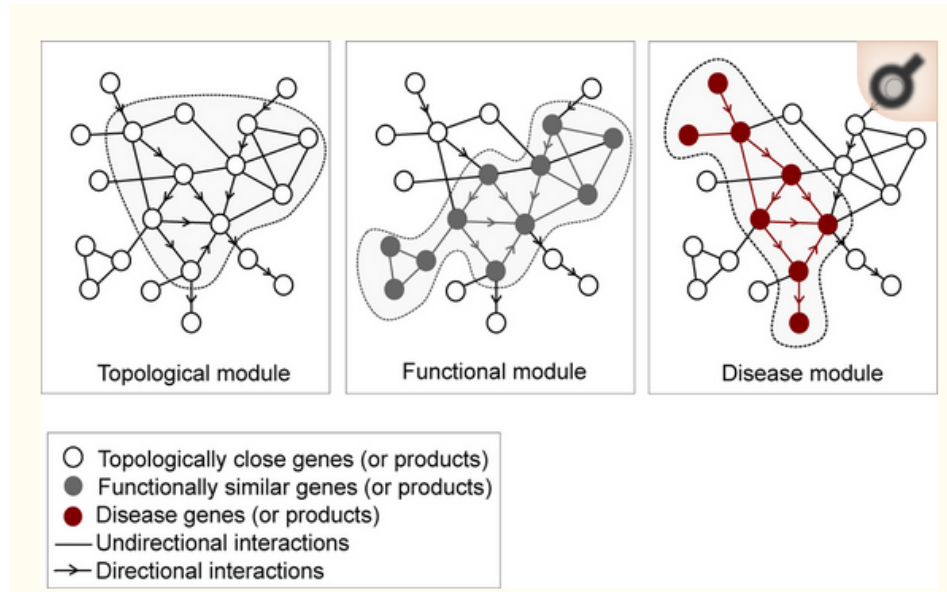 Topological module
Functional module
Disease module
Topologically close genes (or products)
Functionally similar genes (or products)
Disease genes (or products)
Undirectional interactions
Directional interactions